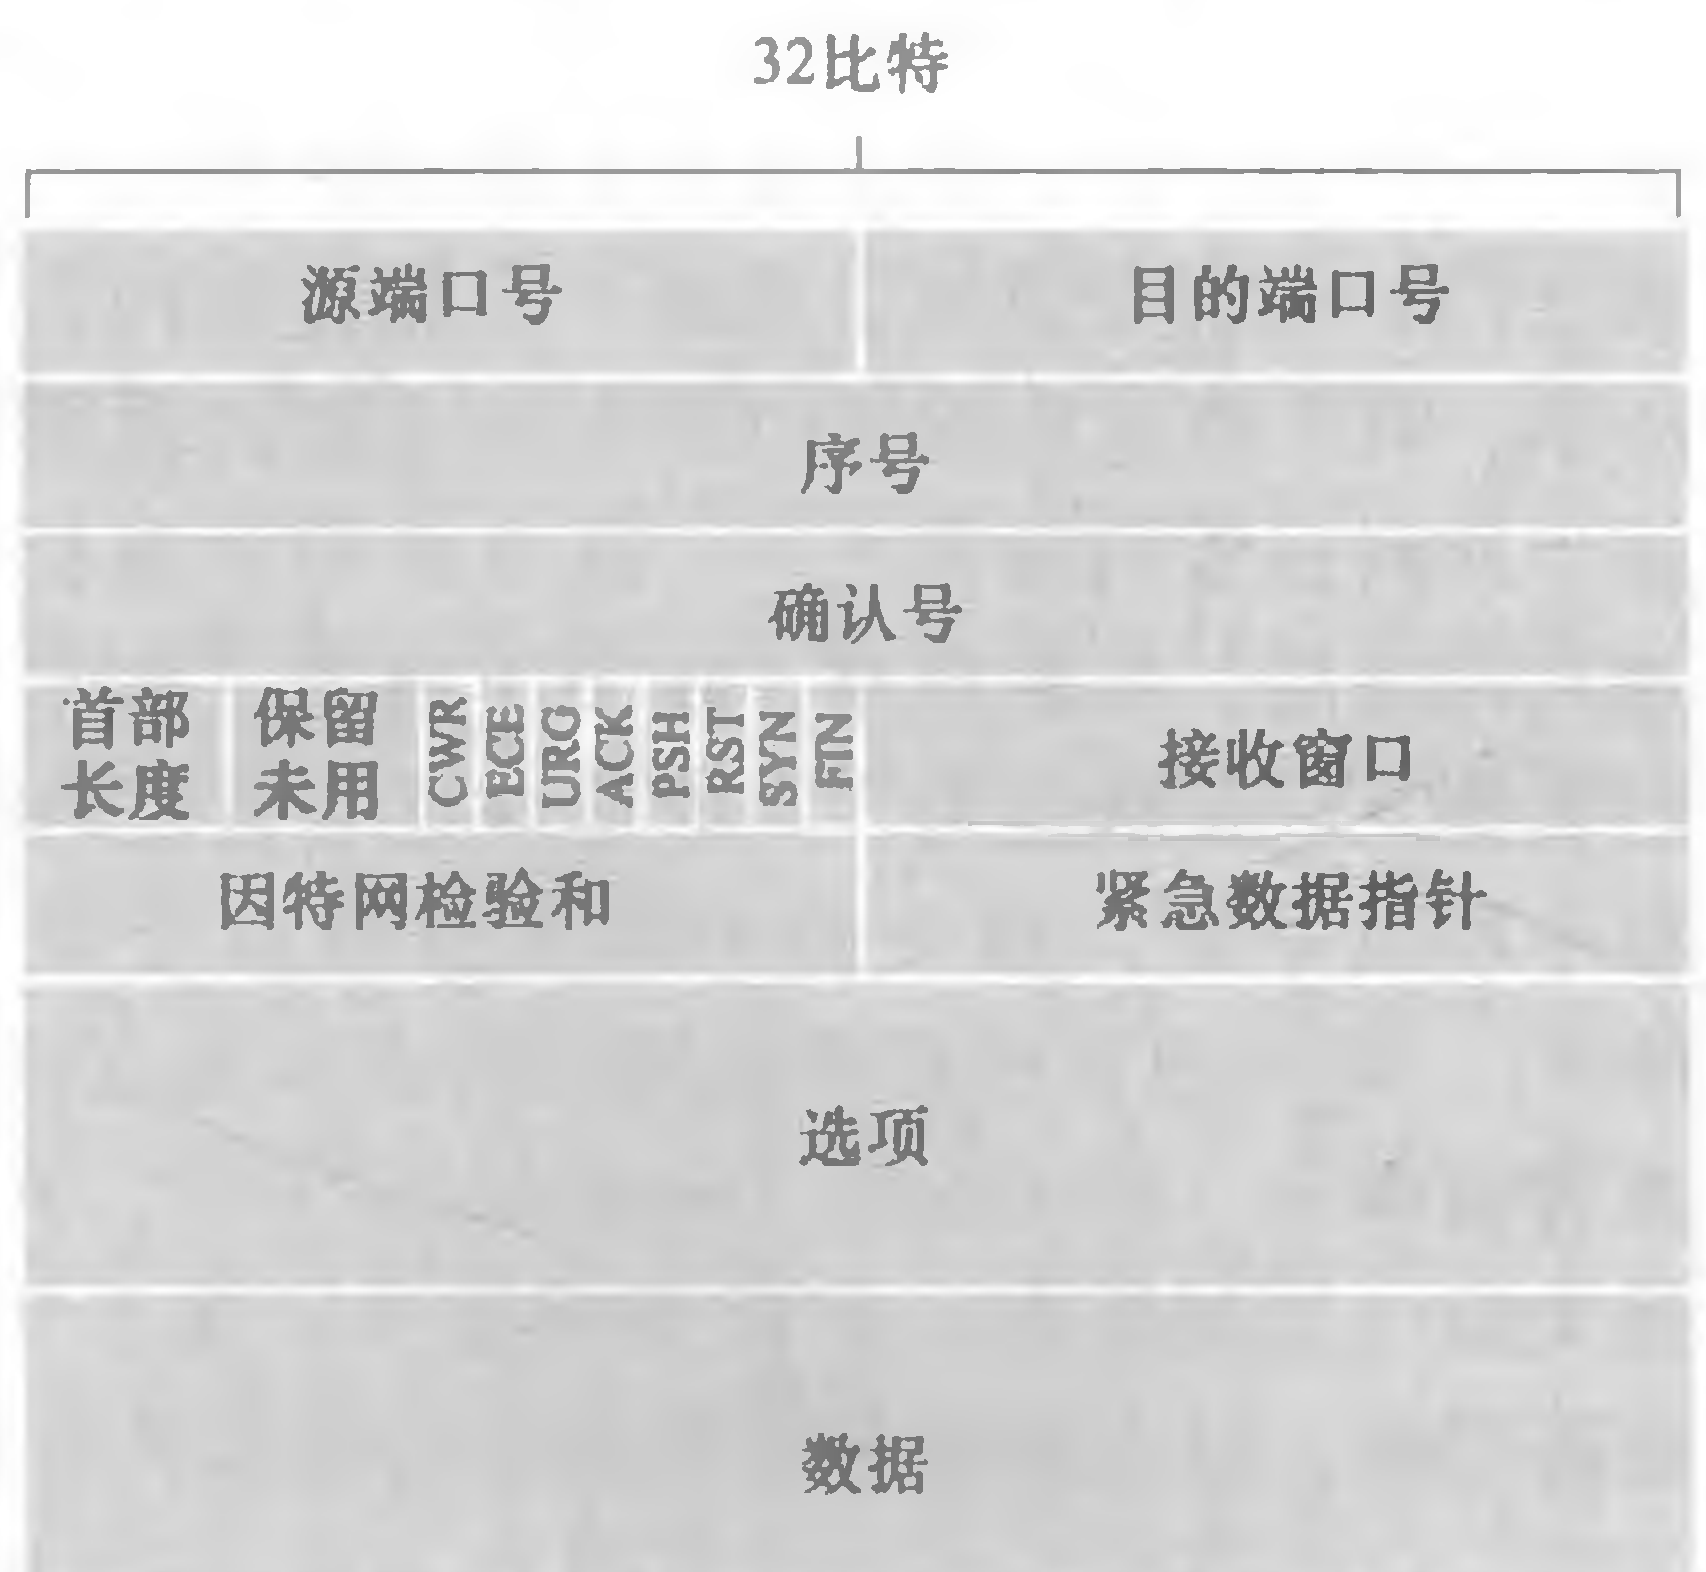 32比特
源端口号
目的端口号
序号
确认号
首部
长度
保留
未用
CWR
ECE
URG
ACK
PSH
RST
SYN
FIN
接收窗口
因特网检验和
紧急数据指针
选项
数据